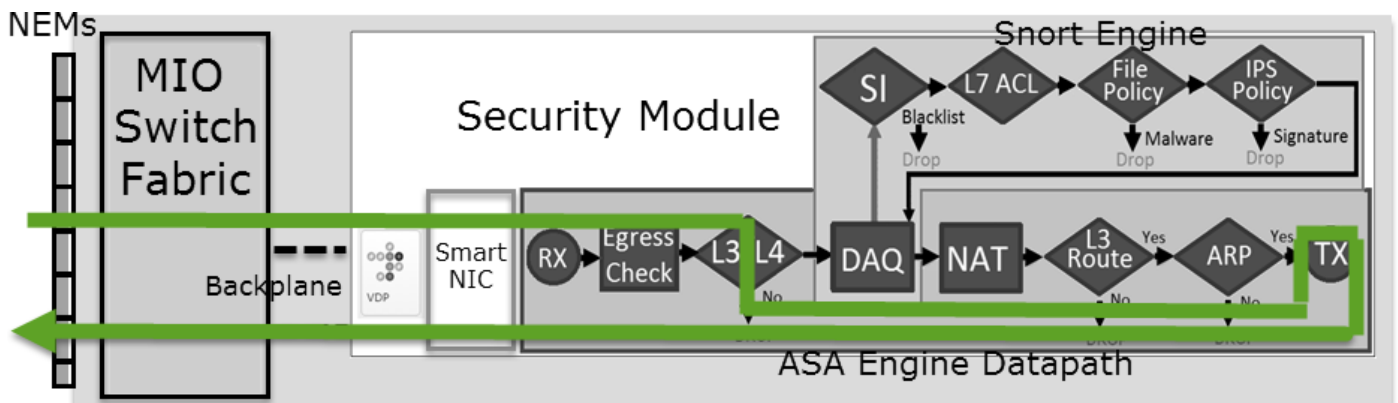 NEMs
MIO
Switch
Fabric
Backplane
Security Module
VDP
Smart
NIC
Snort Engine
SI
L7 ACL
File
Policy
IPS
Policy
Blacklist
Malware
Signature
Drop
Drop
Drop
RX
Egress
Check
L3 L4
DAQ
NAT
L3
Route
Yes
ARP
Yes
TX
No
No
No
ASA Engine Datapath